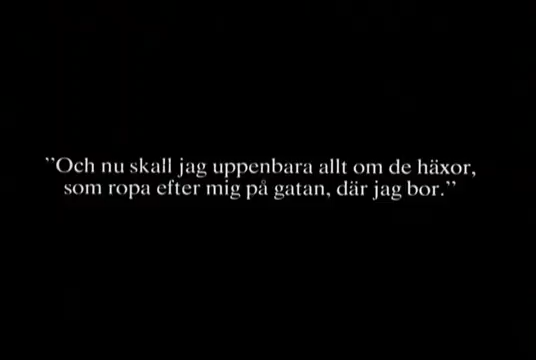 ”Och nu skall jag uppenbara allt om de häxor,
som ropa efter mig på gatan, där jag bor.”